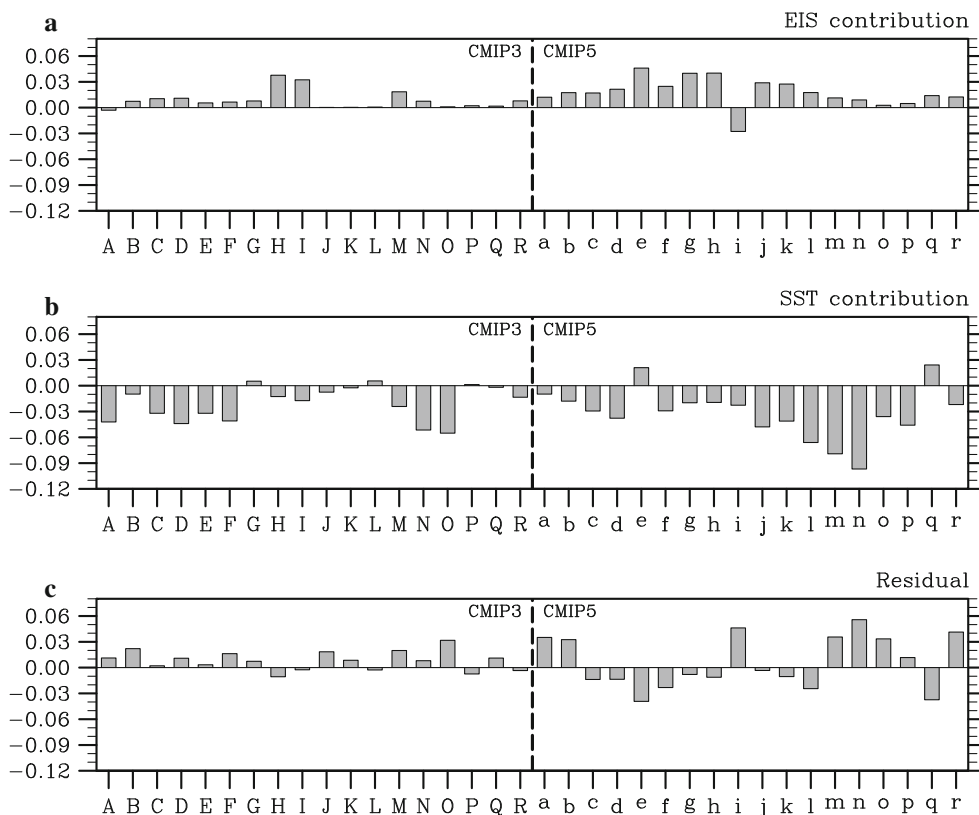 a
EIS contribution
CMIP3 CMIP5
0.06
0.03
0.00
−0.03
−0.06
−0.09
−0.12
A B C D E F G H I J K L M N O P Q R a b c d e f g h i j k l m n o p q r
b
SST contribution
CMIP3 CMIP5
0.06
0.03
0.00
−0.03
−0.06
−0.09
−0.12
A B C D E F G H I J K L M N O P Q R a b c d e f g h i j k l m n o p q r
c
Residual
CMIP3 CMIP5
0.06
0.03
0.00
−0.03
−0.06
−0.09
−0.12
A B C D E F G H I J K L M N O P Q R a b c d e f g h i j k l m n o p q r